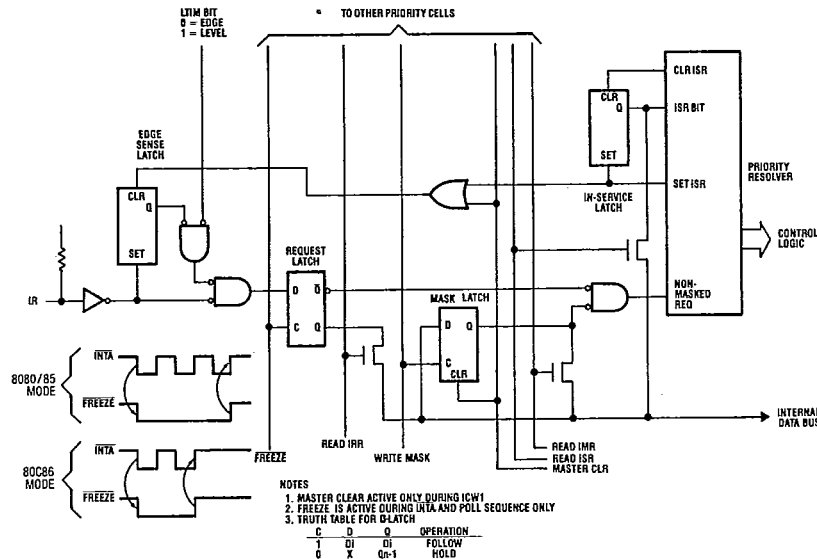 LTIM BIT
0 = EDGE
1 = LEVEL
TO OTHER PRIORITY CELLS
CLR
Q
SET
IN-SERVICE
LATCH
CLR ISR
ISR BIT
SET ISR
NON-
MASKED
REQ
PRIORITY
RESOLVER
CONTROL
LOGIC
EDGE
SENSE
LATCH
CLR
Q
SET
IR
REQUEST
LATCH
D
Q
C
Q
MASK LATCH
D
Q
C
CLR
INTERNAL
DATA BUS
8080/85
MODE
INTA
FREEZE
80C86
MODE
INTA
FREEZE
FREEZE
READ IRR
WRITE MASK
READ IMR
READ ISR
MASTER CLR
NOTES
1. MASTER CLEAR ACTIVE ONLY DURING ICW1
2. FREEZE IS ACTIVE DURING INTA AND POLL SEQUENCE ONLY
3. TRUTH TABLE FOR D-LATCH
C D Q OPERATION
1 Di Di FOLLOW
0 X Qn-1 HOLD